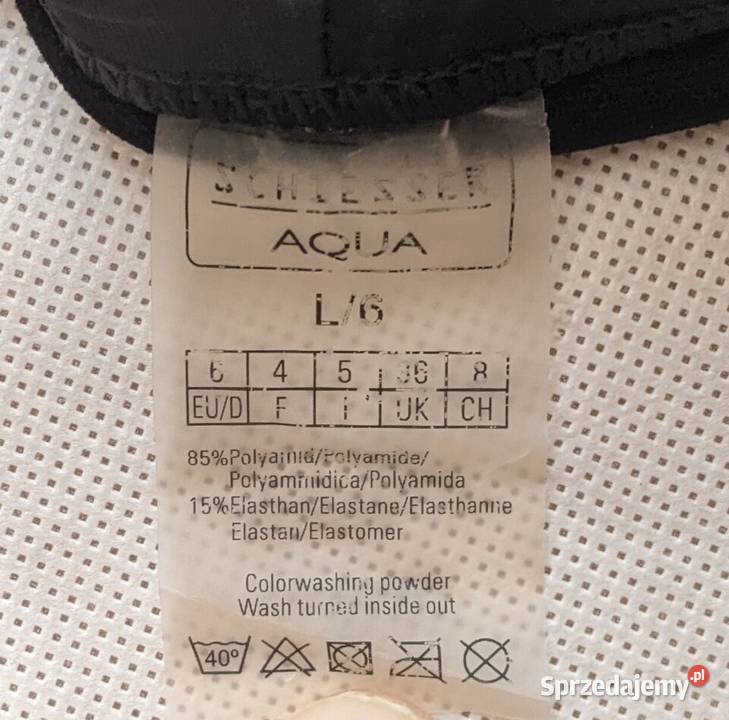 SCHIESSER
AQUA
L/6
6 4 5 36 8
EU/D F I UK CH
85%Polyamid/Polyamide/
Polyammidica/Polyamida
15%Elasthan/Elastane/Elasthanne
Elastan/Elastomer
Colorwashing powder
Wash turned inside out
40°
Sprzedajemy.pl